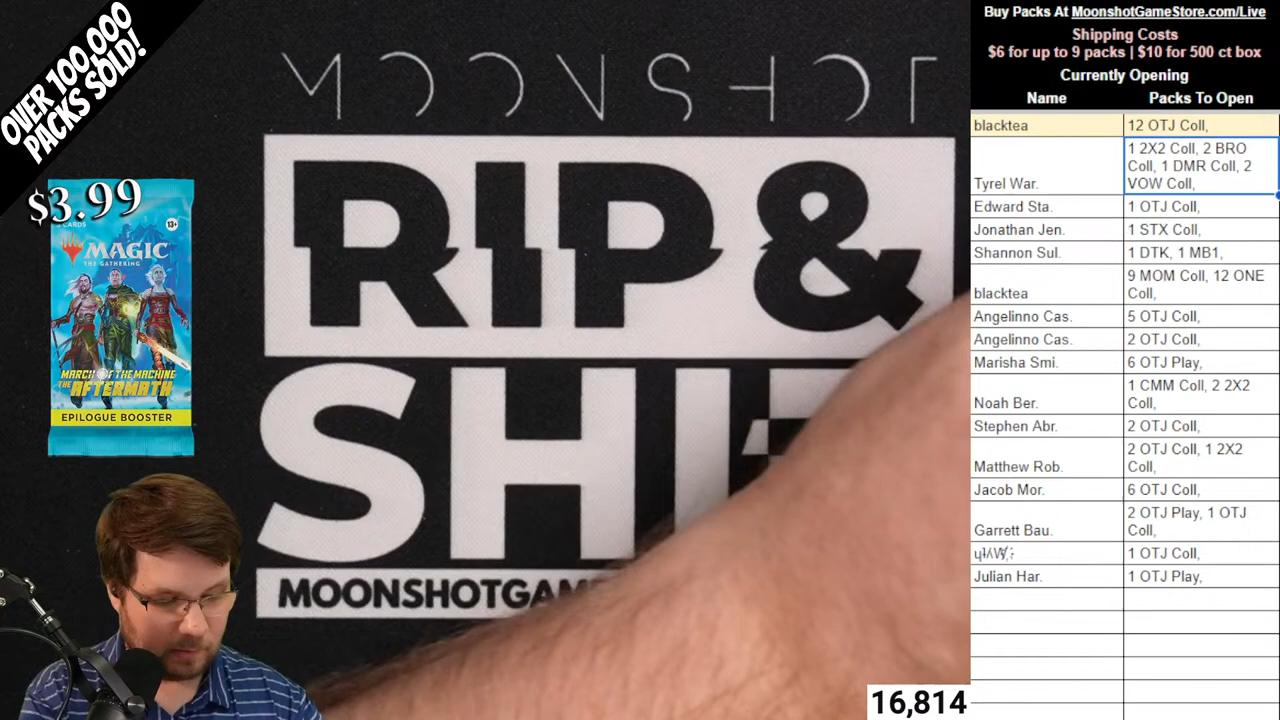 OVER 100,000
PACKS SOLD!
$3.99
CARDS
13+
MAGIC
THE GATHERING
MARCH OF THE MACHINE
THE AFTERMATH
EPILOGUE BOOSTER
MOONSHOT
RIP &
SHI
MOONSHOTGAM
Buy Packs At MoonshotGameStore.com/Live
Shipping Costs
$6 for up to 9 packs | $10 for 500 ct box
Currently Opening
Name Packs To Open
blacktea 12 OTJ Coll,
1 2X2 Coll, 2 BRO
Coll, 1 DMR Coll, 2
Tyrel War. VOW Coll,
Edward Sta. 1 OTJ Coll,
Jonathan Jen. 1 STX Coll,
Shannon Sul. 1 DTK, 1 MB1,
9 MOM Coll, 12 ONE
blacktea Coll,
Angelinno Cas. 5 OTJ Coll,
Angelinno Cas. 2 OTJ Coll,
Marisha Smi. 6 OTJ Play,
1 CMM Coll, 2 2X2
Noah Ber. Coll,
Stephen Abr. 2 OTJ Coll,
2 OTJ Coll, 1 2X2
Matthew Rob. Coll,
Jacob Mor. 6 OTJ Coll,
2 OTJ Play, 1 OTJ
Garrett Bau. Coll,
1 OTJ Coll,
Julian Har. 1 OTJ Play,
16,814